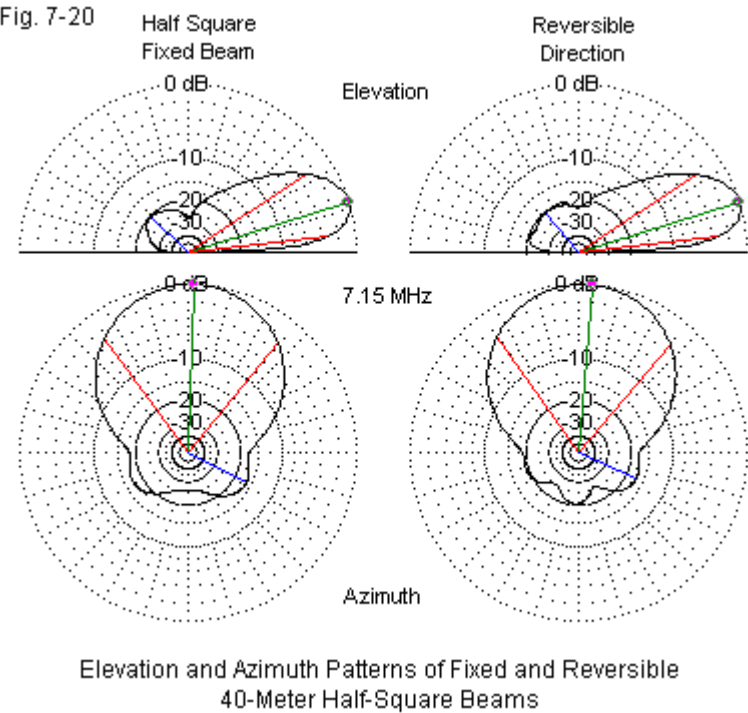 Fig. 7-20
Half Square
Fixed Beam
Reversible
Direction
0 dB
0 dB
Elevation
-10
-10
20
20
30
30
0 dB
0 dB
7.15 MHz
10
10
20
20
30
30
Azimuth
Elevation and Azimuth Patterns of Fixed and Reversible
40-Meter Half-Square Beams